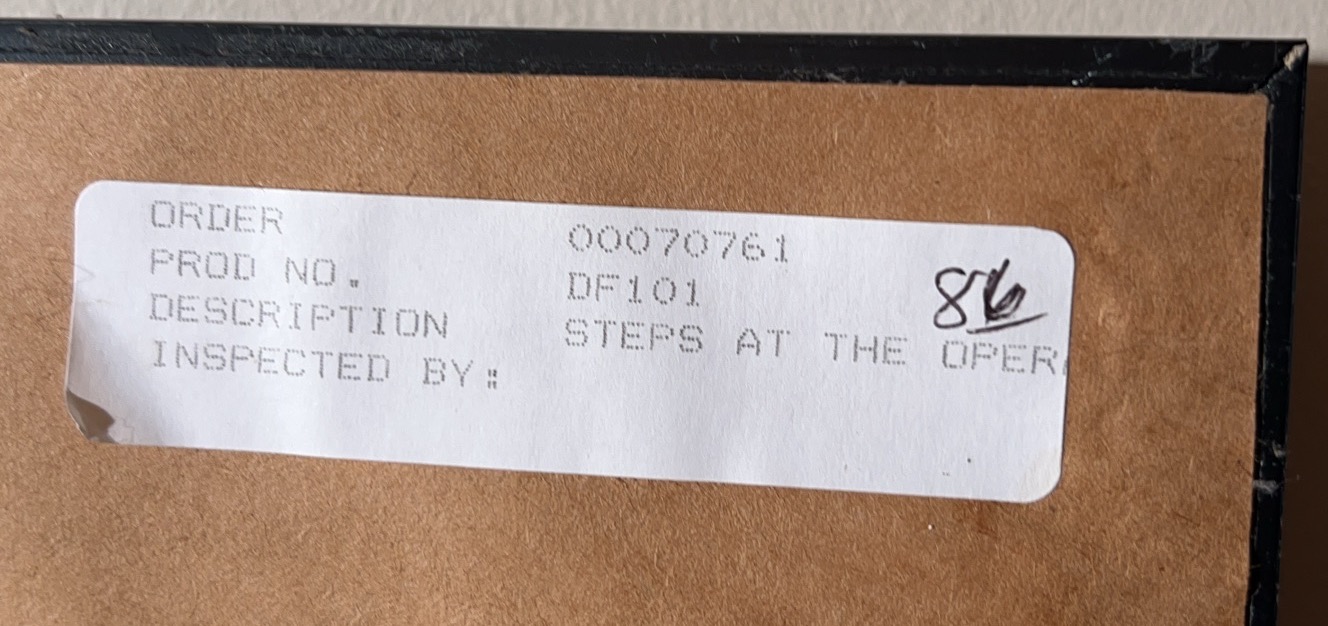 ORDER 00070761
PROD NO. DF101
86
DESCRIPTION STEPS AT THE OPER
INSPECTED BY: